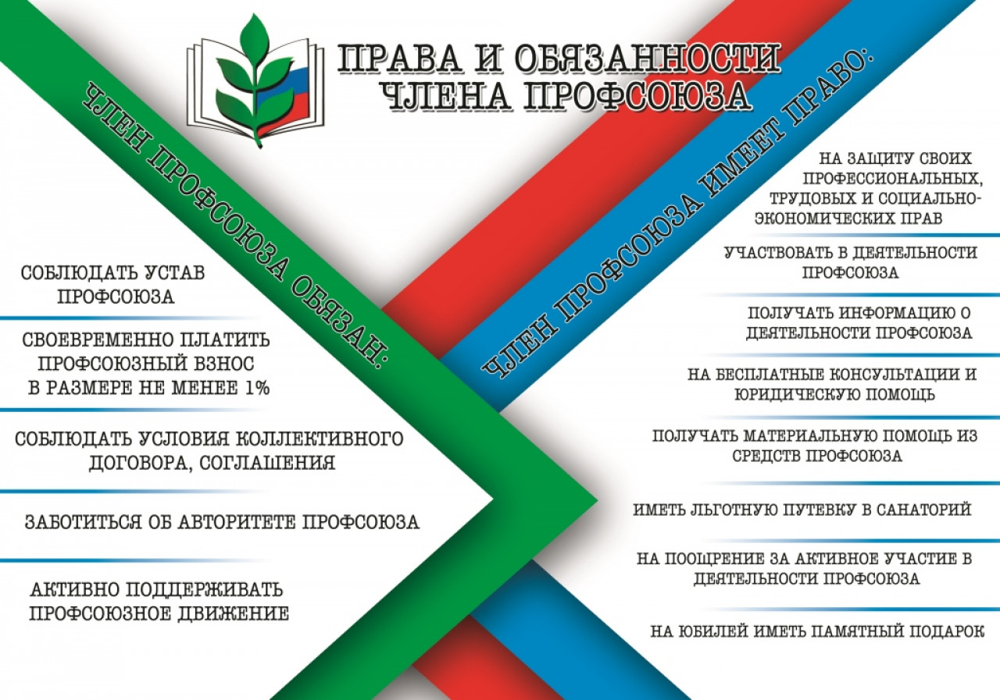 ПРАВА И ОБЯЗАННОСТИ
ЧЛЕНА ПРОФСОЮЗА
ЧЛЕН ПРОФСОЮЗА ОБЯЗАН:
СОБЛЮДАТЬ УСТАВ
ПРОФСОЮЗА
СВОЕВРЕМЕННО ПЛАТИТЬ
ПРОФСОЮЗНЫЙ ВЗНОС
В РАЗМЕРЕ НЕ МЕНЕЕ 1%
СОБЛЮДАТЬ УСЛОВИЯ КОЛЛЕКТИВНОГО
ДОГОВОРА, СОГЛАШЕНИЯ
ЗАБОТИТЬСЯ ОБ АВТОРИТЕТЕ ПРОФСОЮЗА
АКТИВНО ПОДДЕРЖИВАТЬ
ПРОФСОЮЗНОЕ ДВИЖЕНИЕ
ЧЛЕН ПРОФСОЮЗА ИМЕЕТ ПРАВО:
НА ЗАЩИТУ СВОИХ
ПРОФЕССИОНАЛЬНЫХ,
ТРУДОВЫХ И СОЦИАЛЬНО-
ЭКОНОМИЧЕСКИХ ПРАВ
УЧАСТВОВАТЬ В ДЕЯТЕЛЬНОСТИ
ПРОФСОЮЗА
ПОЛУЧАТЬ ИНФОРМАЦИЮ О
ДЕЯТЕЛЬНОСТИ ПРОФСОЮЗА
НА БЕСПЛАТНЫЕ КОНСУЛЬТАЦИИ И
ЮРИДИЧЕСКУЮ ПОМОЩЬ
ПОЛУЧАТЬ МАТЕРИАЛЬНУЮ ПОМОЩЬ ИЗ
СРЕДСТВ ПРОФСОЮЗА
ИМЕТЬ ЛЬГОТНУЮ ПУТЕВКУ В САНАТОРИЙ
НА ПООЩРЕНИЕ ЗА АКТИВНОЕ УЧАСТИЕ В
ДЕЯТЕЛЬНОСТИ ПРОФСОЮЗА
НА ЮБИЛЕЙ ИМЕТЬ ПАМЯТНЫЙ ПОДАРОК